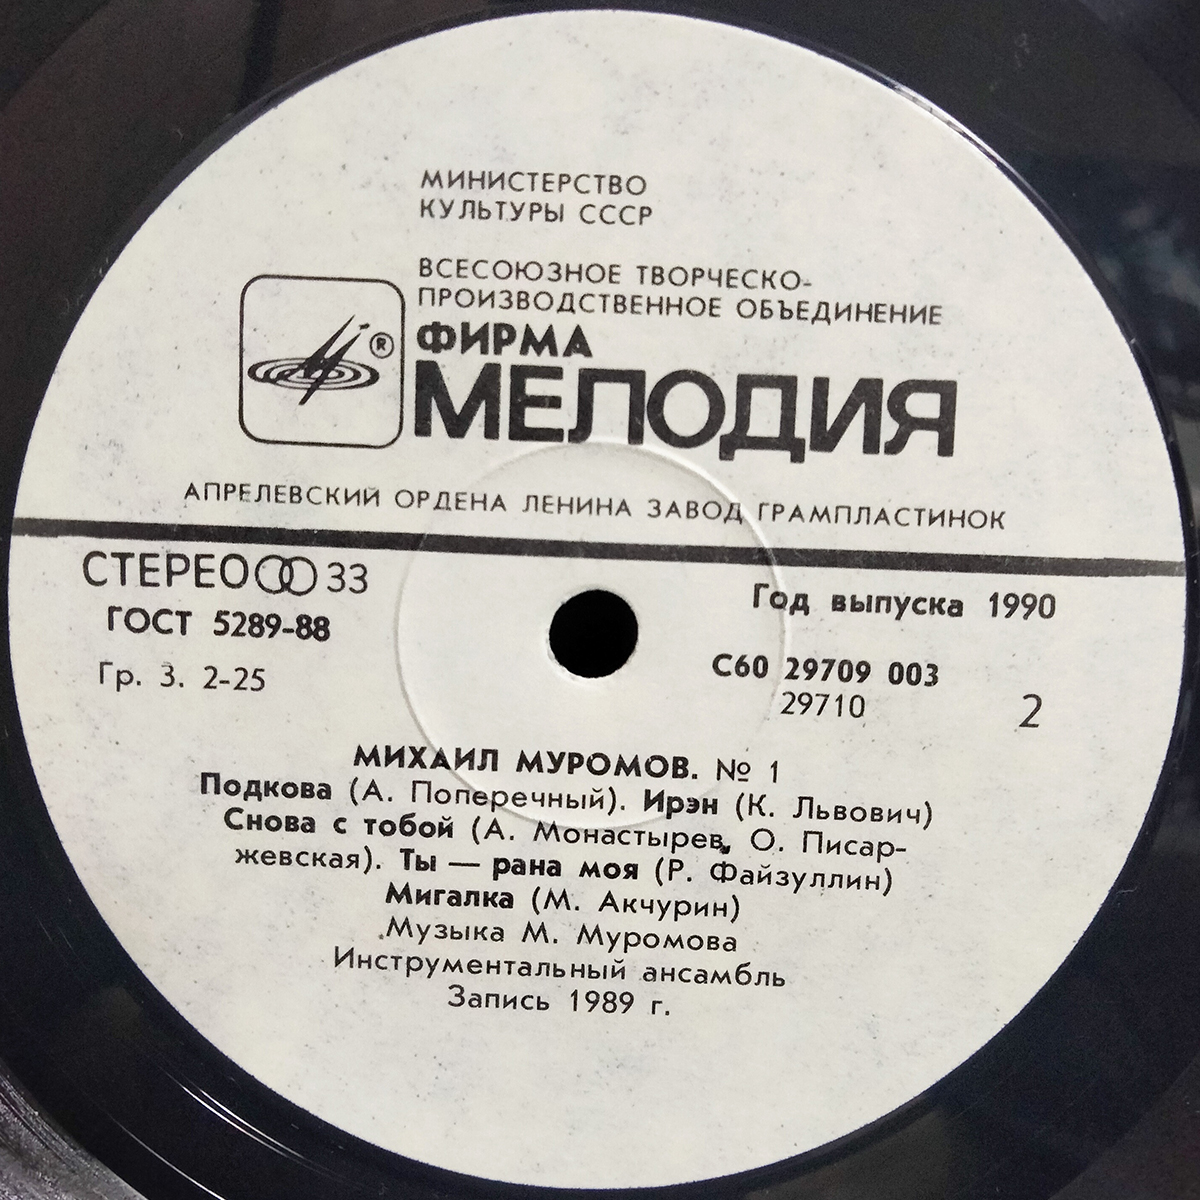 МИНИСТЕРСТВО
КУЛЬТУРЫ СССР
ВСЕСОЮЗНОЕ ТВОРЧЕСКО-
ПРОИЗВОДСТВЕННОЕ ОБЪЕДИНЕНИЕ
ФИРМА
®
МЕЛОДИЯ
АПРЕЛЕВСКИЙ ОРДЕНА ЛЕНИНА ЗАВОД ГРАМПЛАСТИНОК
СТЕРЕО 33
ГОСТ 5289-88
Гр. 3. 2-25
Год выпуска 1990
С60 29709 003
29710
2
МИХАИЛ МУРОМОВ. № 1
Подкова (А. Поперечный). Ирэн (К. Львович)
Снова с тобой (А. Монастырев, О. Писар-
жевская). Ты — рана моя (Р. Файзуллин)
Мигалка (М. Акчурин)
Музыка М. Муромова
Инструментальный ансамбль
Запись 1989 г.